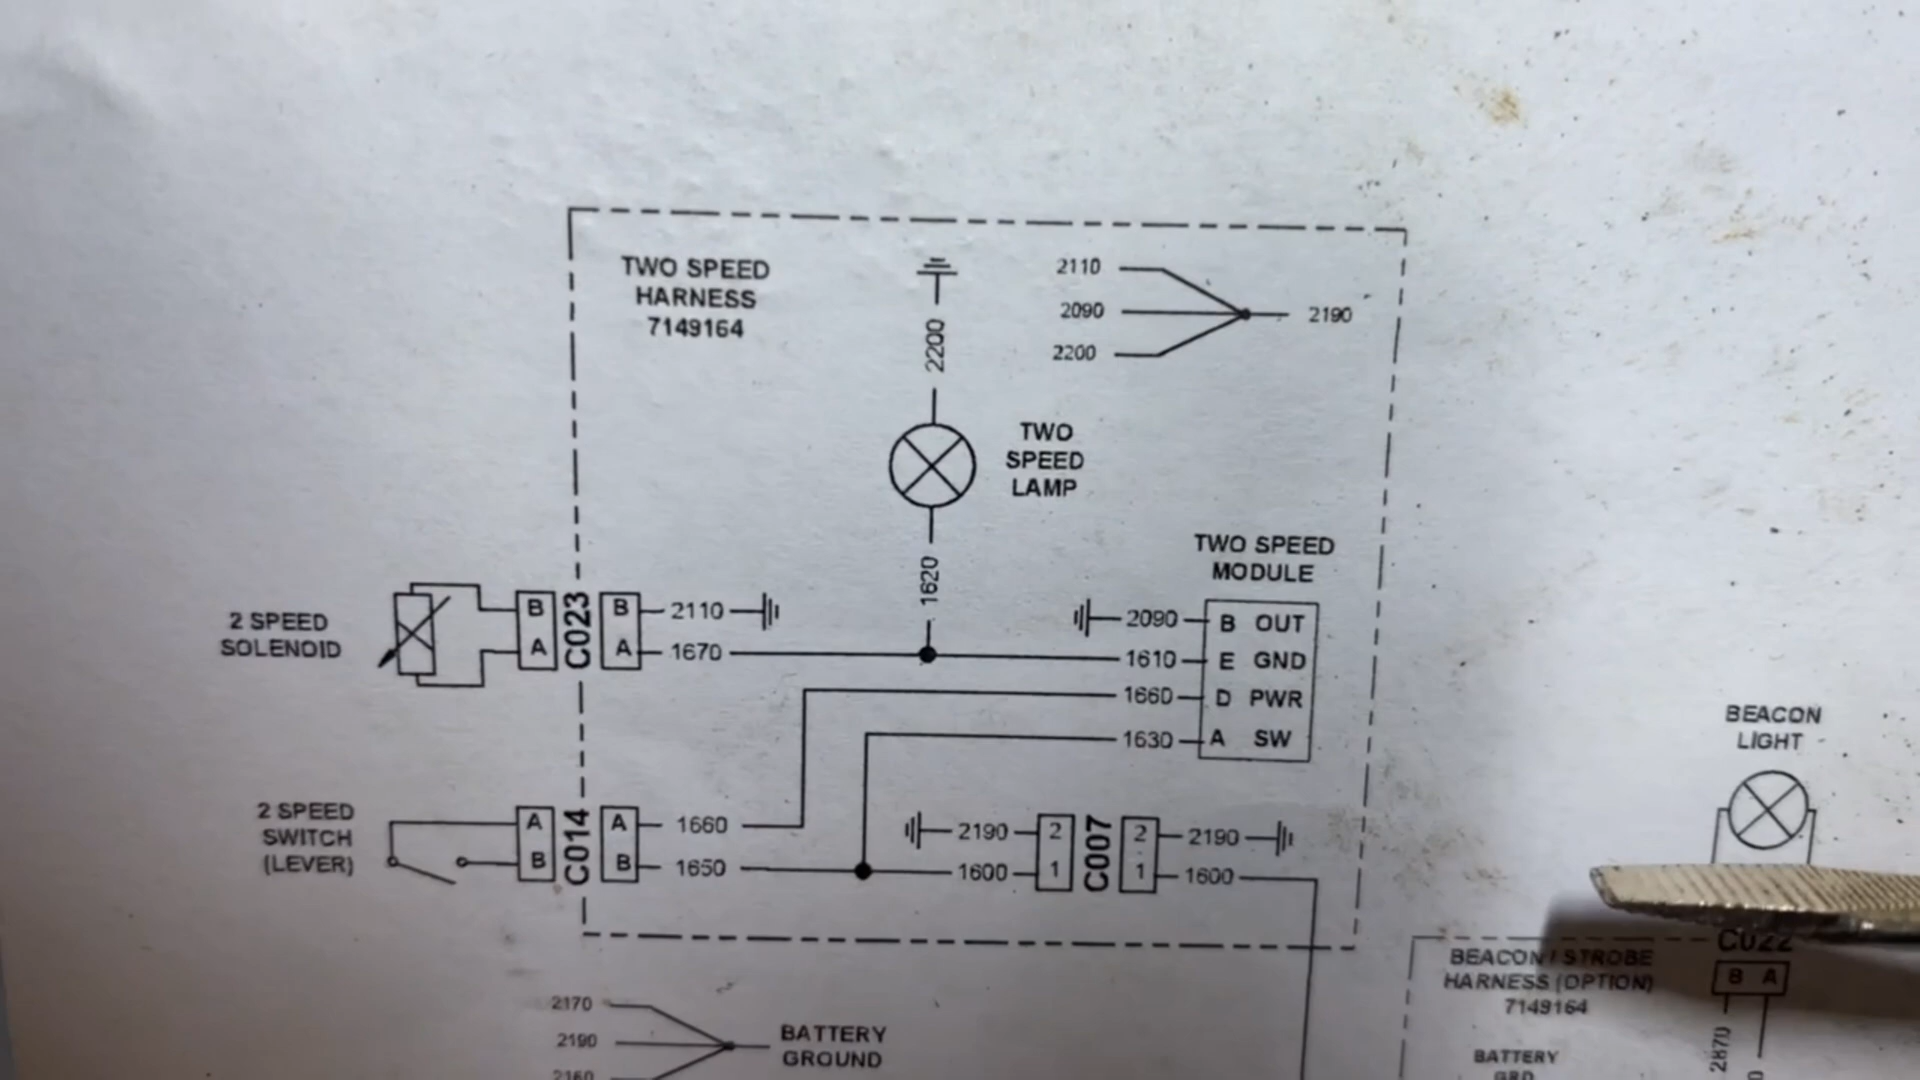 TWO SPEED
HARNESS
7149164
2200
2110
2090
2200
2190
TWO
SPEED
LAMP
1620
TWO SPEED
MODULE
2 SPEED
SOLENOID
B
A
C023
B
A
2110
1670
2090
1610
1660
1630
B OUT
E GND
D PWR
A SW
2 SPEED
SWITCH
(LEVER)
A
B
C014
A
B
1660
1650
2190
1600
2
1
C007
2
1
2190
1600
BEACON
LIGHT
C022
BEACON / STROBE
HARNESS (OPTION)
7149164
B A
2870
BATTERY
GRD
2170
2190
2160
BATTERY
GROUND